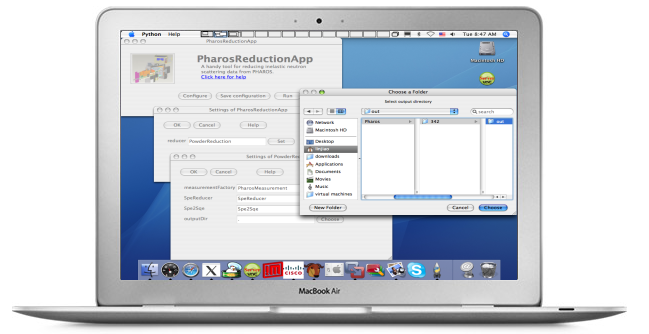 Python Help
Tue 8:47 AM
PharosReductionApp
PharosReductionApp
A handy tool for reducing inelastic neutron
scattering data from PHAROS.
Click here for help
Configure
Save configuration
Run
Macintosh HD
Settings of PharosReductionApp
OK
Cancel
Help
reducer
PowderReduction
Set
Settings of PowderRe
OK
Cancel
Help
measurementFactory
PharosMeasurement
SpeReducer
SpeReducer
Spe2Sqe
Spe2Sqe
outputDir
Choose
Choose a Folder
Select output directory
out
search
Network
Macintosh HD
Desktop
linjiao
downloads
Applications
Documents
Movies
Music
virtual machines
Pharos
342
out
New Folder
Cancel
Choose
CISCO
MacBook Air